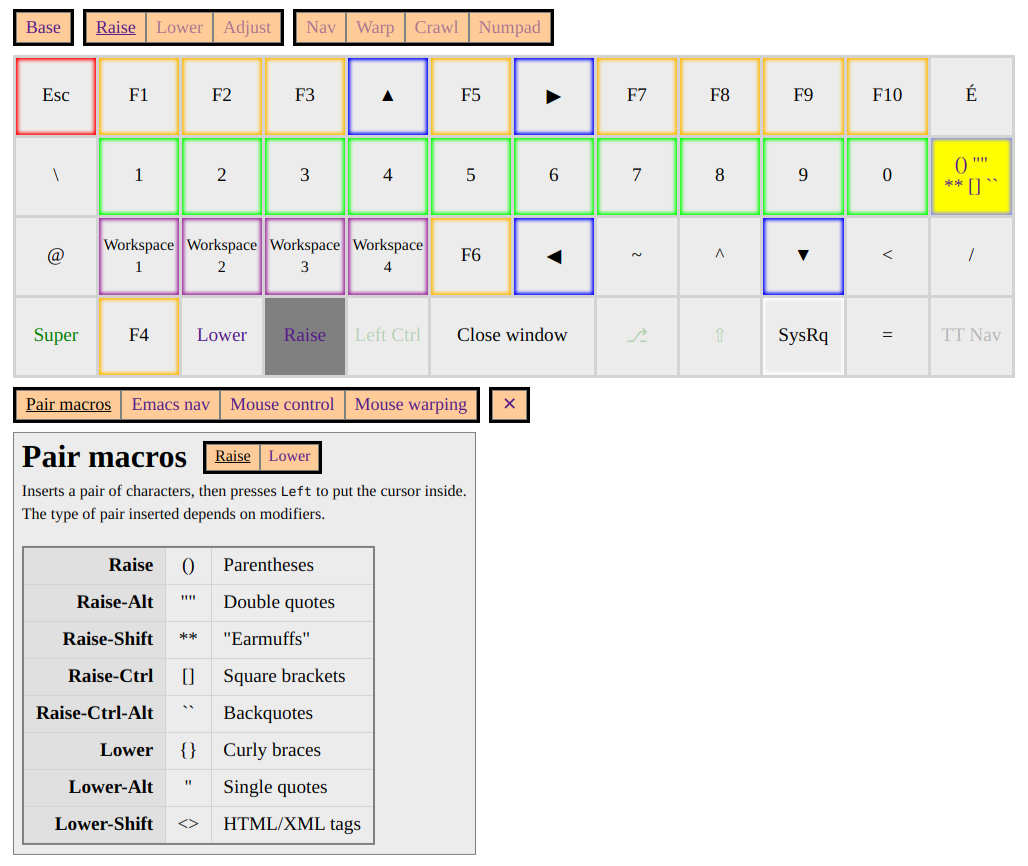 Base Raise Lower Adjust Nav Warp Crawl Numpad
Esc F1 F2 F3 ▲ F5 ▶ F7 F8 F9 F10 É
\ 1 2 3 4 5 6 7 8 9 0 () ""
** [] ``
@ Workspace Workspace Workspace Workspace F6 ◀ ~ ^ ▼ < /
1 2 3 4
Super F4 Lower Raise Left Ctrl Close window ⎇ ⇧ SysRq = TT Nav
Pair macros Emacs nav Mouse control Mouse warping ✕
Pair macros Raise Lower
Inserts a pair of characters, then presses Left to put the cursor inside.
The type of pair inserted depends on modifiers.
Raise () Parentheses
Raise-Alt "" Double quotes
Raise-Shift ** "Earmuffs"
Raise-Ctrl [] Square brackets
Raise-Ctrl-Alt `` Backquotes
Lower {} Curly braces
Lower-Alt '' Single quotes
Lower-Shift <> HTML/XML tags